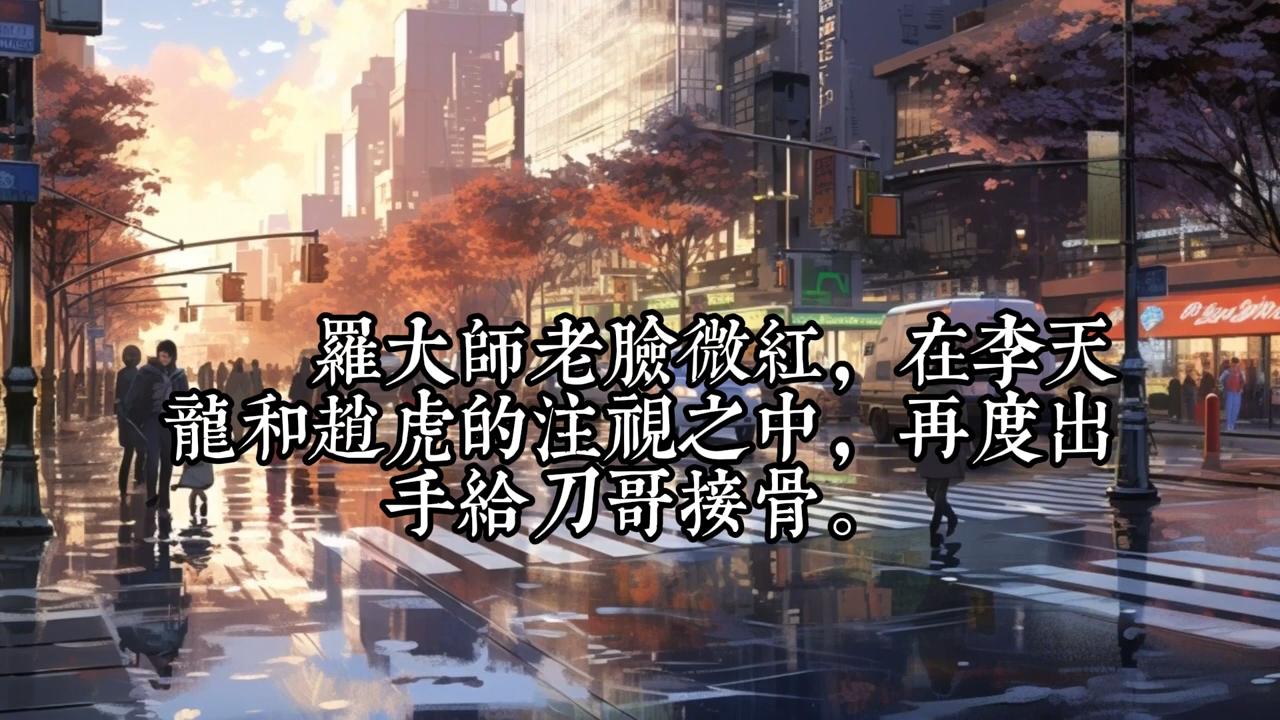 羅大師老臉微紅，在李天
龍和趙虎的注視之中，再度出
手給刀哥接骨。